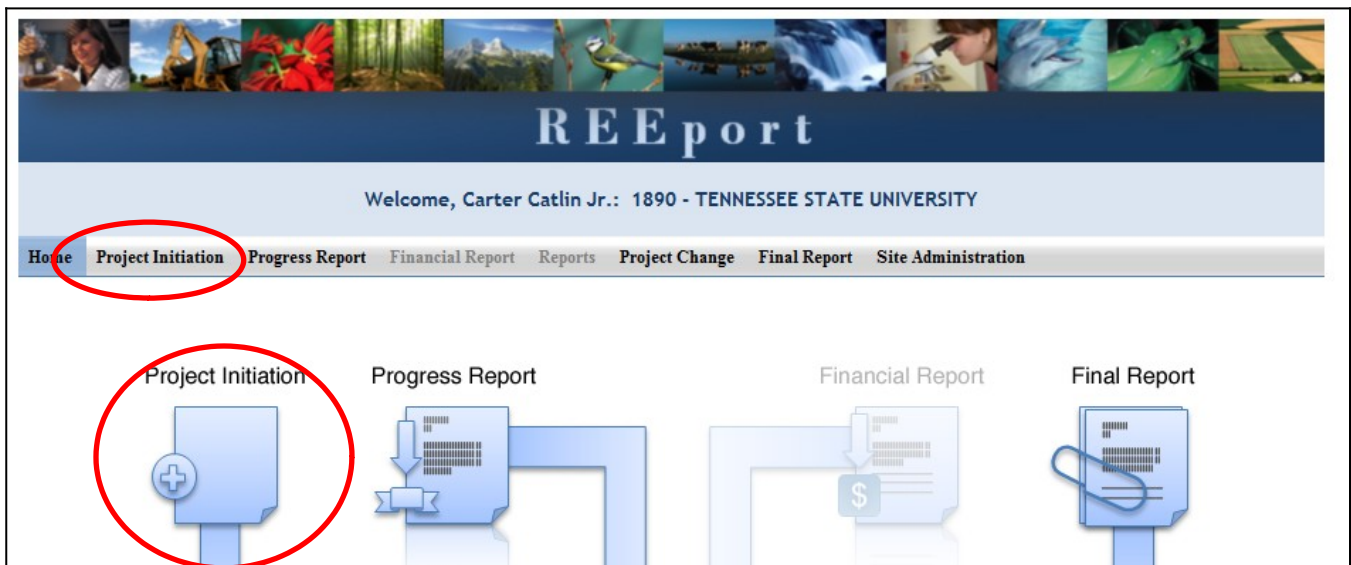 REEport
Welcome, Carter Catlin Jr.: 1890 - TENNESSEE STATE UNIVERSITY
Home Project Initiation Progress Report Financial Report Reports Project Change Final Report Site Administration
Project Initiation Progress Report Financial Report Final Report
$